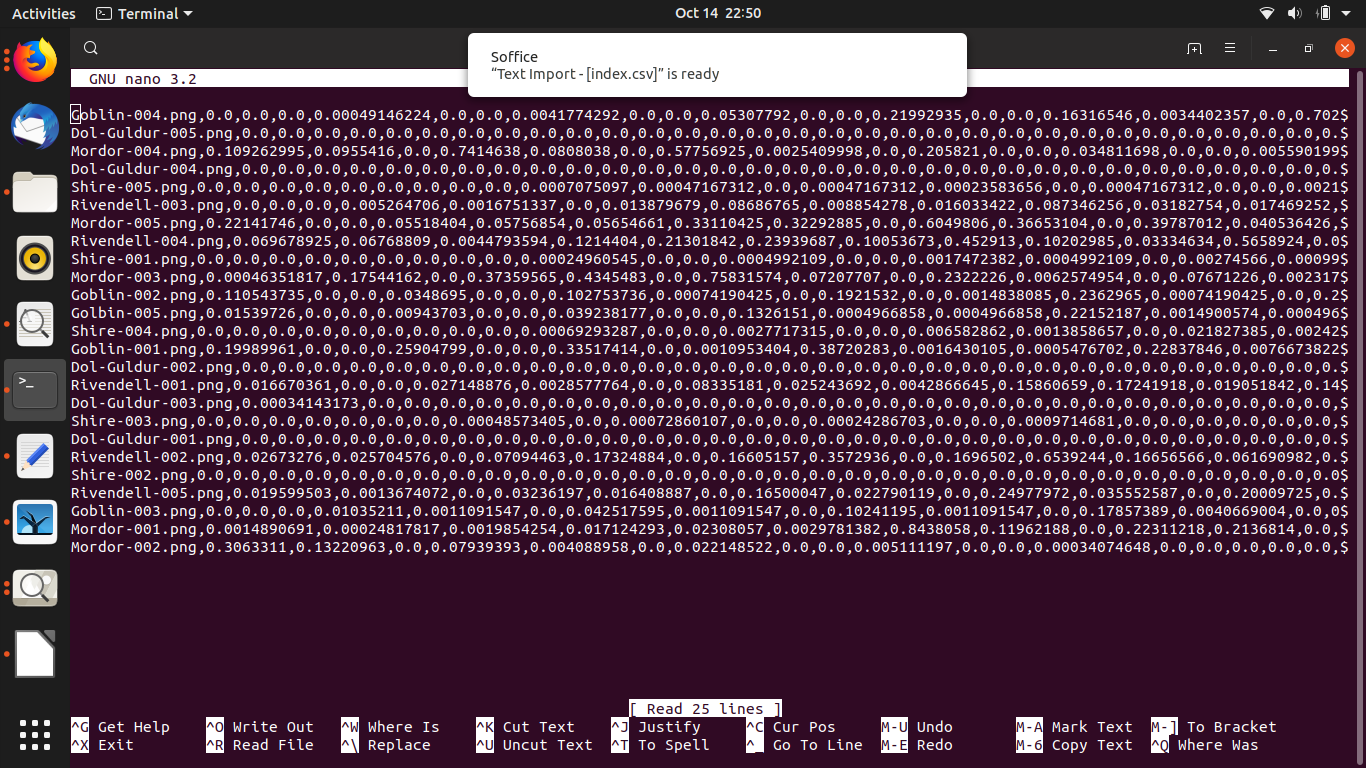 Activities Terminal Oct 14 22:50
Soffice
“Text Import - [index.csv]” is ready
GNU nano 3.2
Goblin-004.png,0.0,0.0,0.0,0.00049146224,0.0,0.0,0.0041774292,0.0,0.0,0.05307792,0.0,0.0,0.21992935,0.0,0.0,0.16316546,0.0034402357,0.0,0.702$
Dol-Guldur-005.png,0.0,0.0,0.0,0.0,0.0,0.0,0.0,0.0,0.0,0.0,0.0,0.0,0.0,0.0,0.0,0.0,0.0,0.0,0.0,0.0,0.0,0.0,0.0,0.0,0.0,0.0,0.0,0.0,0.0,0.0,0.$
Mordor-004.png,0.109262995,0.0955416,0.0,0.7414638,0.0808038,0.0,0.57756925,0.0025409998,0.0,0.205821,0.0,0.0,0.034811698,0.0,0.0,0.005590199$
Dol-Guldur-004.png,0.0,0.0,0.0,0.0,0.0,0.0,0.0,0.0,0.0,0.0,0.0,0.0,0.0,0.0,0.0,0.0,0.0,0.0,0.0,0.0,0.0,0.0,0.0,0.0,0.0,0.0,0.0,0.0,0.0,0.0,0.$
Shire-005.png,0.0,0.0,0.0,0.0,0.0,0.0,0.0,0.0,0.0007075097,0.00047167312,0.0,0.00047167312,0.00023583656,0.0,0.00047167312,0.0,0.0,0.0,0.0021$
Rivendell-003.png,0.0,0.0,0.0,0.005264706,0.0016751337,0.0,0.013879679,0.08686765,0.008854278,0.016033422,0.087346256,0.03182754,0.017469252,$
Mordor-005.png,0.22141746,0.0,0.0,0.05518404,0.05756854,0.05654661,0.33110425,0.32292885,0.0,0.6049806,0.36653104,0.0,0.39787012,0.040536426,$
Rivendell-004.png,0.069678925,0.06768809,0.0044793594,0.1214404,0.21301842,0.23939687,0.10053673,0.452913,0.10202985,0.03334634,0.5658924,0.0$
Shire-001.png,0.0,0.0,0.0,0.0,0.0,0.0,0.00024960545,0.0,0.0,0.0004992109,0.0,0.0,0.0017472382,0.0004992109,0.0,0.00274566,0.0,0.0,0.00099$
Mordor-003.png,0.00046351817,0.17544162,0.0,0.37359565,0.4345483,0.0,0.75831574,0.07207707,0.0,0.2322226,0.0062574954,0.0,0.07671226,0.002317$
Goblin-002.png,0.110543735,0.0,0.0,0.0348695,0.0,0.0,0.102753736,0.00074190425,0.0,0.1921532,0.0,0.0014838085,0.2362965,0.00074190425,0.0,0.2$
Golbin-005.png,0.01539726,0.0,0.0,0.00943703,0.0,0.0,0.039238177,0.0,0.0,0.1326151,0.0004966858,0.0004966858,0.22152187,0.0014900574,0.000496$
Shire-004.png,0.0,0.0,0.0,0.0,0.0,0.0,0.00069293287,0.0,0.0,0.0027717315,0.0,0.0,0.006582862,0.0013858657,0.0,0.021827385,0.0,0.0,0.00242$
Goblin-001.png,0.19989961,0.0,0.0,0.25904799,0.0,0.0,0.33517414,0.0,0.0010953404,0.38720283,0.0016430105,0.0005476702,0.22837846,0.0076673822$
Dol-Guldur-002.png,0.0,0.0,0.0,0.0,0.0,0.0,0.0,0.0,0.0,0.0,0.0,0.0,0.0,0.0,0.0,0.0,0.0,0.0,0.0,0.0,0.0,0.0,0.0,0.0,0.0,0.0,0.0,0.0,0.0,0.0,0.$
Rivendell-001.png,0.016670361,0.0,0.0,0.027148876,0.0028577764,0.0,0.08335181,0.025243692,0.0042866645,0.15860659,0.17241918,0.019051842,0.14$
Dol-Guldur-003.png,0.00034143173,0.0,0.0,0.0,0.0,0.0,0.0,0.0,0.0,0.0,0.0,0.0,0.0,0.0,0.0,0.0,0.0,0.0,0.0,0.0,0.0,0.0,0.0,0.0,0.0,0.0,0.0,0.0,$
Shire-003.png,0.0,0.0,0.0,0.0,0.0,0.0,0.00048573405,0.0,0.0,0.00072860107,0.0,0.0,0.00024286703,0.0,0.0,0.0009714681,0.0,0.0,0.0,0.0,0.0,0.0,$
Dol-Guldur-001.png,0.0,0.0,0.0,0.0,0.0,0.0,0.0,0.0,0.0,0.0,0.0,0.0,0.0,0.0,0.0,0.0,0.0,0.0,0.0,0.0,0.0,0.0,0.0,0.0,0.0,0.0,0.0,0.0,0.0,0.0,0.$
Rivendell-002.png,0.02673276,0.025704576,0.0,0.07094463,0.17324884,0.0,0.16605157,0.3572936,0.0,0.1696502,0.6539244,0.16656566,0.061690982,0.$
Shire-002.png,0.0,0.0,0.0,0.0,0.0,0.0,0.0,0.0,0.0,0.0,0.0,0.0,0.0,0.0,0.0,0.0,0.0,0.0,0.0,0.0,0.0,0.0,0.0,0.0,0.0,0.0,0.0,0.0,0.0,0.0,0.0,0.0$
Rivendell-005.png,0.019599503,0.0013674072,0.0,0.03236197,0.016408887,0.0,0.16500047,0.022790119,0.0,0.24977972,0.035552587,0.0,0.20009725,0.$
Goblin-003.png,0.0,0.0,0.0,0.01035211,0.0011091547,0.0,0.042517595,0.0011091547,0.0,0.10241195,0.0011091547,0.0,0.17857389,0.0040669004,0.0,0$
Mordor-001.png,0.0014890691,0.00024817817,0.0019854254,0.017124293,0.02308057,0.0029781382,0.8438058,0.11962188,0.0,0.22311218,0.2136814,0.0,$
Mordor-002.png,0.3063311,0.13220963,0.0,0.07939393,0.004088958,0.0,0.022148522,0.0,0.0,0.005111197,0.0,0.0,0.00034074648,0.0,0.0,0.0,0.0,0.0,$
[ Read 25 lines ]
^G Get Help ^O Write Out ^W Where Is ^K Cut Text ^J Justify ^C Cur Pos M-U Undo M-A Mark Text M-] To Bracket
^X Exit ^R Read File ^\ Replace ^U Uncut Text ^T To Spell ^_ Go To Line M-E Redo M-6 Copy Text ^Q Where Was